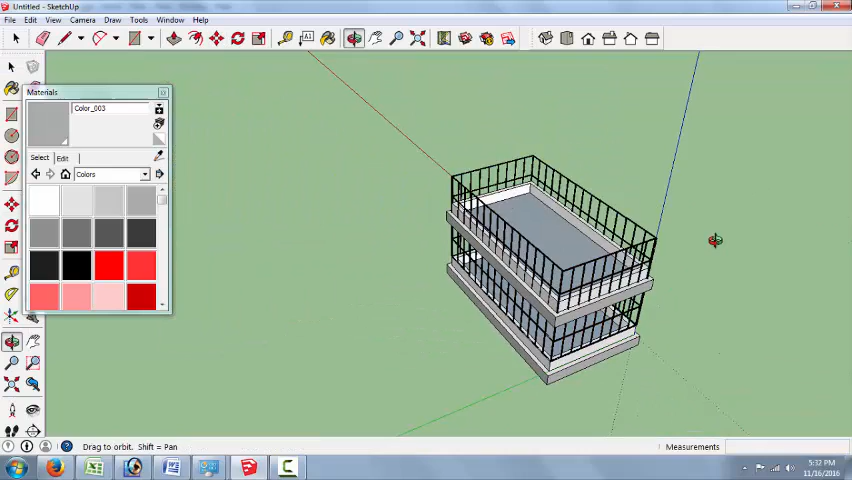 Untitled - SketchUp
File Edit View Camera Draw Tools Window Help
Materials
Color_003
Select Edit
Colors
Drag to orbit. Shift = Pan
Measurements
5:32 PM
11/16/2016